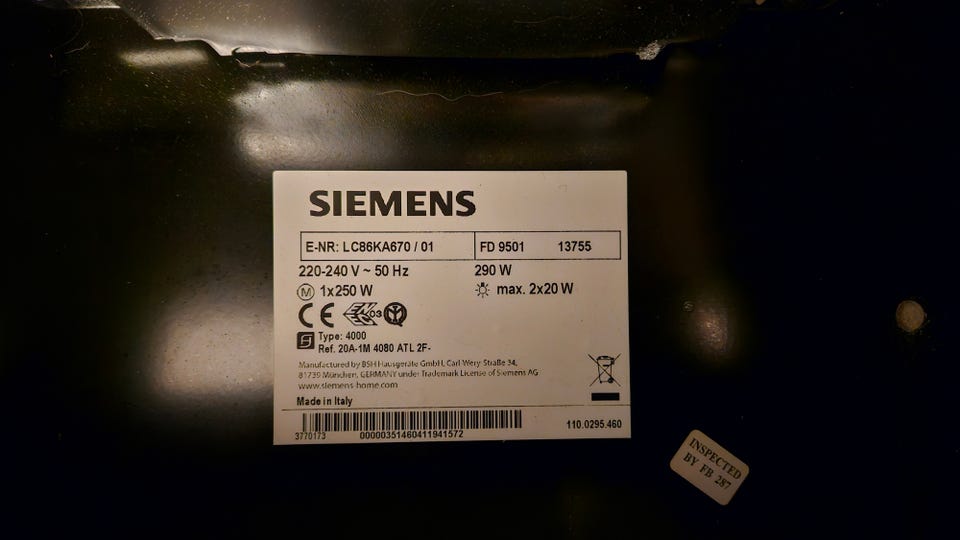 SIEMENS
E-NR: LC86KA670 / 01 FD 9501 13755
220-240 V ~ 50 Hz 290 W
M 1x250 W max. 2x20 W
CE 03
Type: 4000
Ref. 20A-1M 4080 ATL 2F-
Manufactured by BSH Hausgeräte GmbH, Carl-Wery-Straße 34,
81739 München, GERMANY under Trademark License of Siemens AG
www.siemens-home.com
Made in Italy
3770173 00000351460411941572 110.0295.460
INSPECTED
BY FB 287